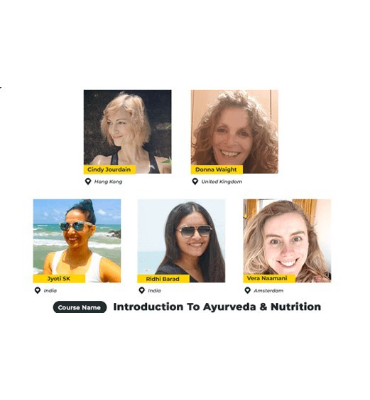 Cindy Jourdain
Donna Waight
Hong Kong
United Kingdom
Jyoti SK
Ridhi Barad
Vera Naamani
India
India
Amsterdam
Course Name
Introduction To Ayurveda & Nutrition